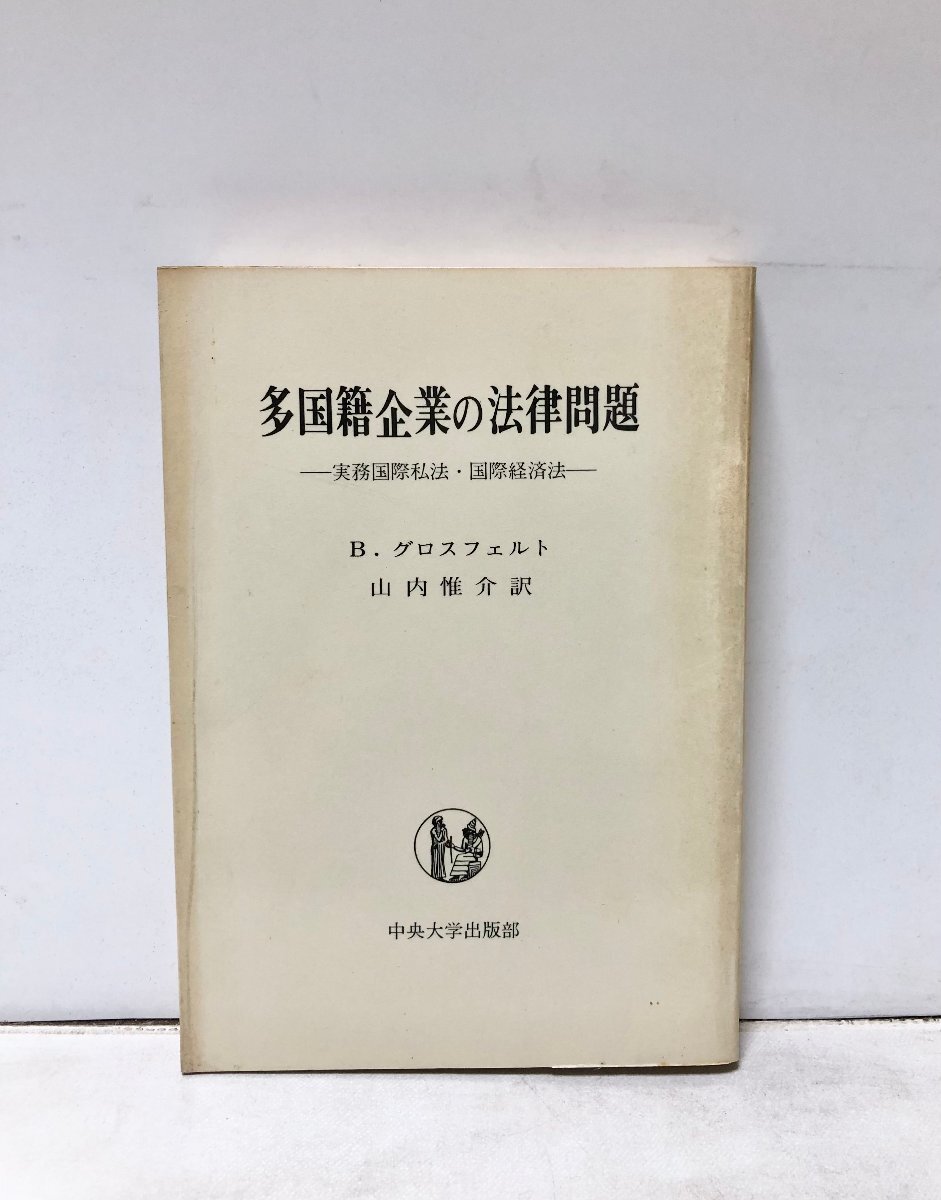 多国籍企業の法律問題
——実務国際私法・国際経済法——
B．グロスフェルト
山内惟介訳
中央大学出版部